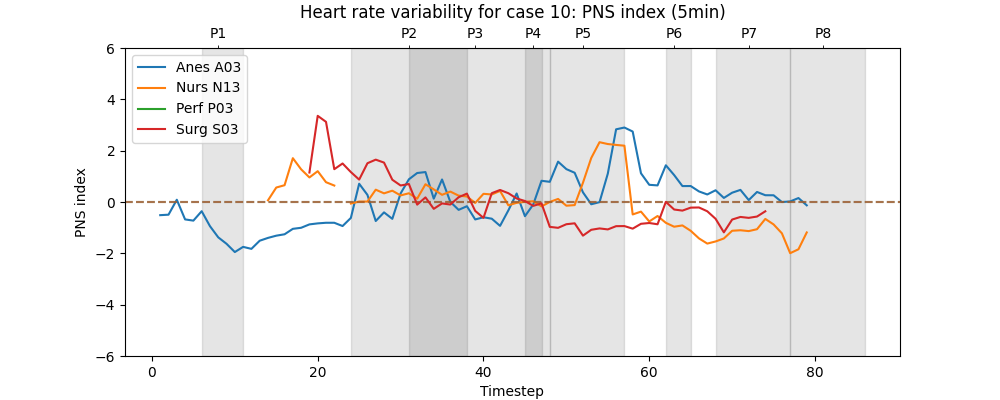 Heart rate variability for case 10: PNS index (5min)
P1 P2 P3 P4 P5 P6 P7 P8
Anes A03
Nurs N13
Perf P03
Surg S03
PNS index
6
4
2
0
−2
−4
−6
0 20 40 60 80
Timestep